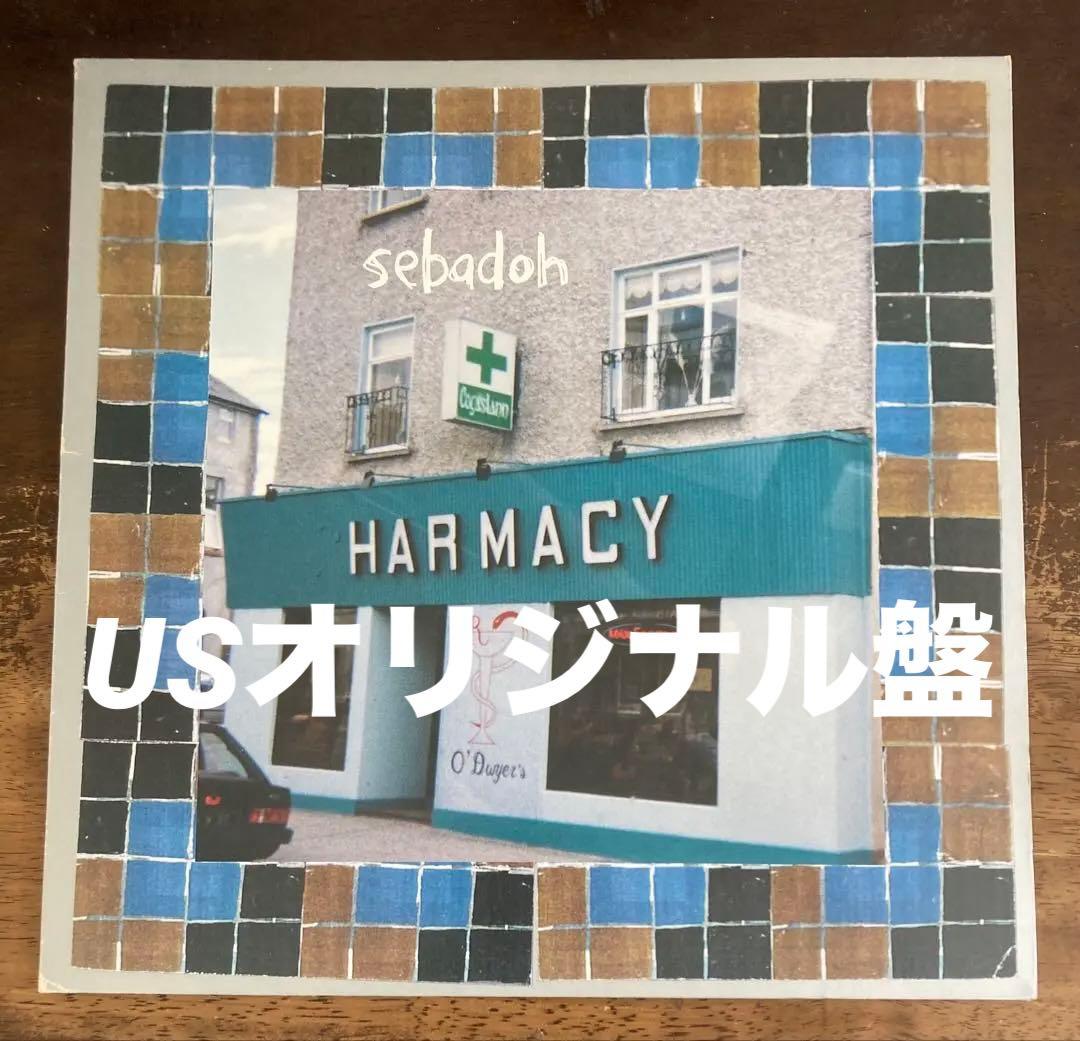 sebadoh
Cógaslann
HARMACY
USオリジナル盤
O'Dwyer's